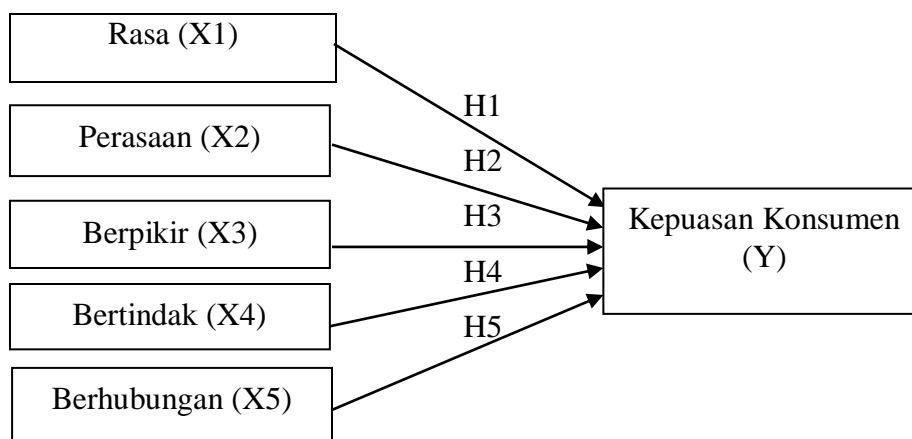 Rasa (X1)
H1
Perasaan (X2)
H2
Berpikir (X3)
H3
Kepuasan Konsumen
(Y)
Bertindak (X4)
H4
Berhubungan (X5)
H5